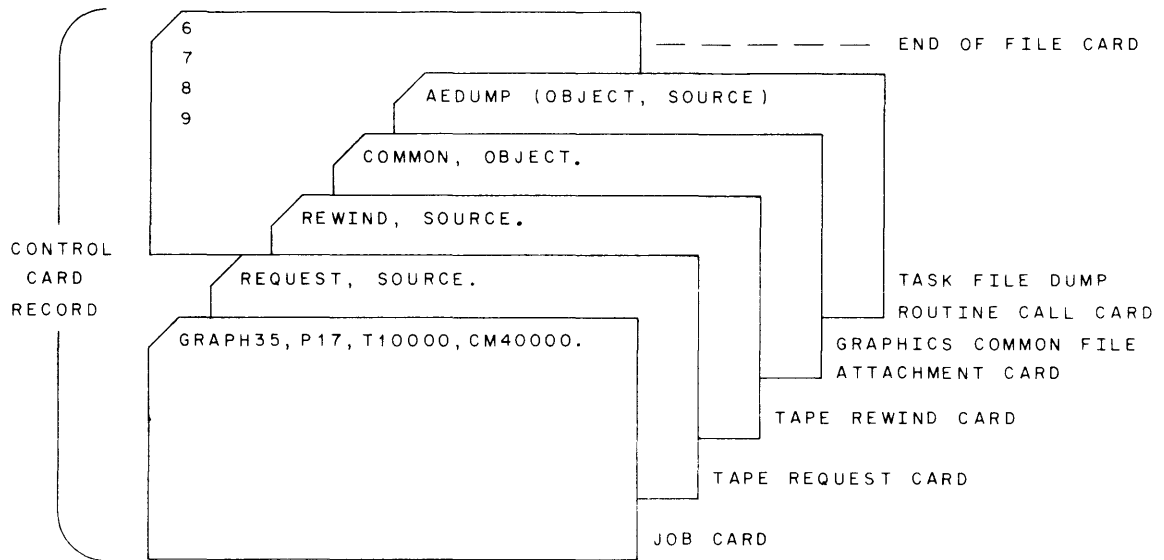 6
7
8
9
END OF FILE CARD
AEDUMP (OBJECT, SOURCE)
COMMON, OBJECT.
REWIND, SOURCE.
REQUEST, SOURCE.
GRAPH35, P17, T10000, CM40000.
CONTROL
CARD
RECORD
TASK FILE DUMP
ROUTINE CALL CARD
GRAPHICS COMMON FILE
ATTACHMENT CARD
TAPE REWIND CARD
TAPE REQUEST CARD
JOB CARD